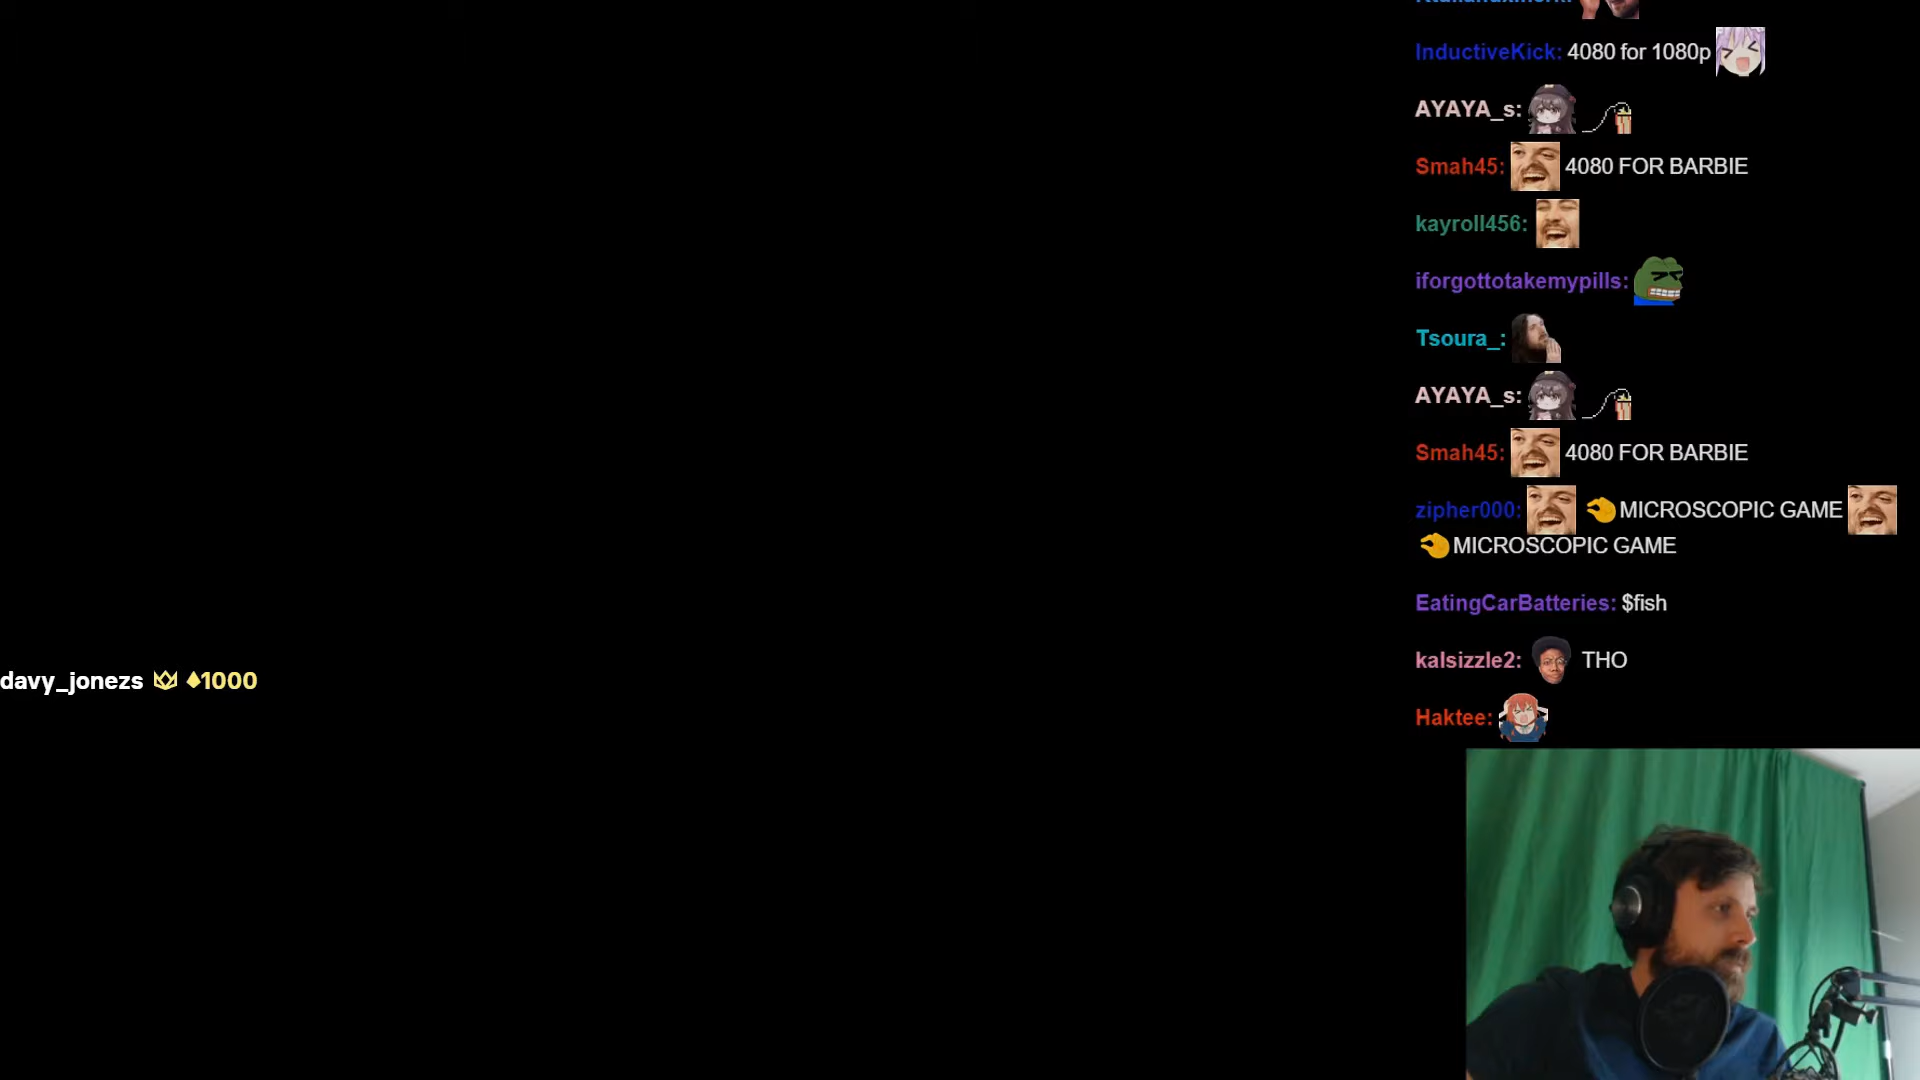 InductiveKick: 4080 for 1080p
AYAYA_s:
Smah45: 4080 FOR BARBIE
kayroll456:
iforgottotakemypills:
Tsoura_:
AYAYA_s:
Smah45: 4080 FOR BARBIE
zipher000: MICROSCOPIC GAME
MICROSCOPIC GAME
EatingCarBatteries: $fish
kalsizzle2: THO
davy_jonezs 1000
Haktee: